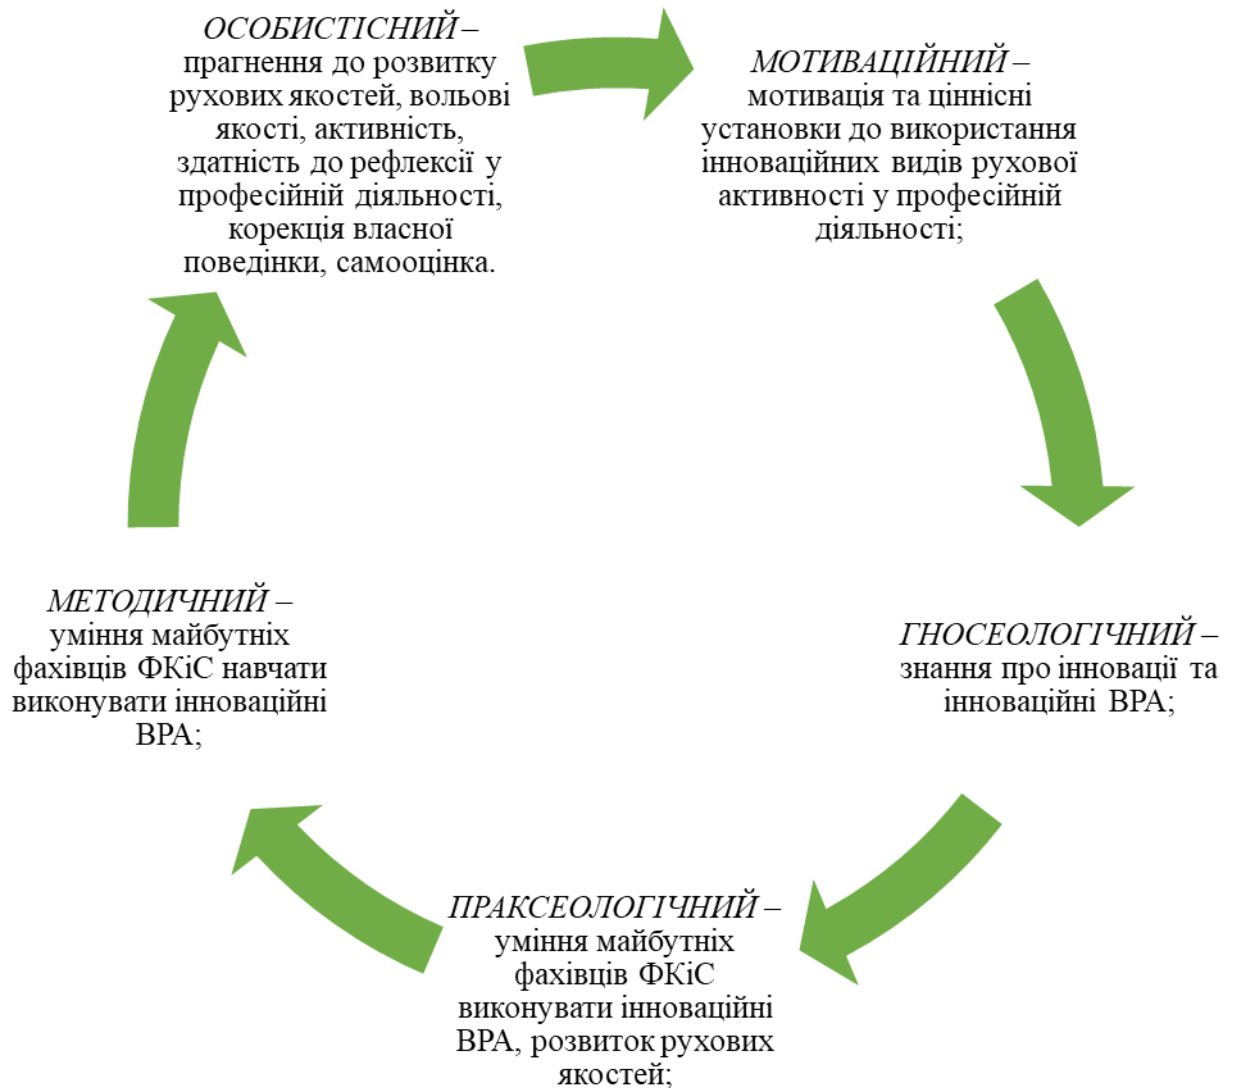 ОСОБИСТІСНИЙ –
прагнення до розвитку
рухових якостей, вольові
якості, активність,
здатність до рефлексії у
професійній діяльності,
корекція власної
поведінки, самооцінка.
МОТИВАЦІЙНИЙ –
мотивація та ціннісні
установки до використання
інноваційних видів рухової
активності у професійній
діяльності;
ГНОСЕОЛОГІЧНИЙ –
знання про інновації та
інноваційні ВРА;
ПРАКСЕОЛОГІЧНИЙ –
уміння майбутніх
фахівців ФКіС
виконувати інноваційні
ВРА, розвиток рухових
якостей;
МЕТОДИЧНИЙ –
уміння майбутніх
фахівців ФКіС навчати
виконувати інноваційні
ВРА;